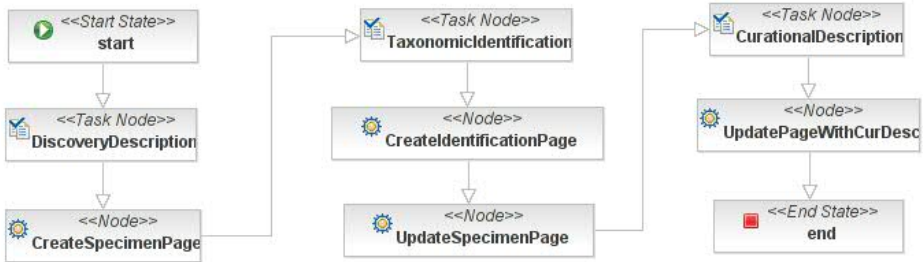 <<Start State>>
start
<<Task Node>>
DiscoveryDescription
<<Node>>
CreateSpecimenPage
<<Task Node>>
TaxonomicIdentification
<<Node>>
CreateIdentificationPage
<<Node>>
UpdateSpecimenPage
<<Task Node>>
CurationalDescription
<<Node>>
UpdatePageWithCurDesc
<<End State>>
end